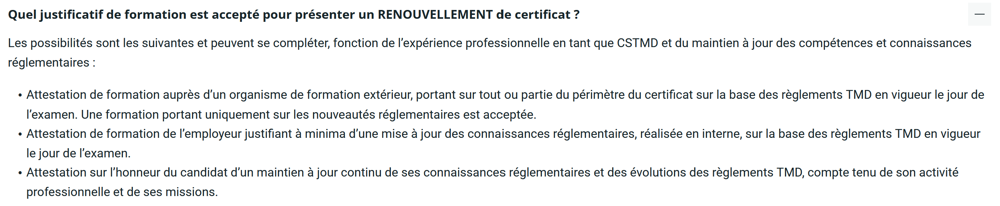 Quel justificatif de formation est accepté pour présenter un RENOUVELLEMENT de certificat ?
Les possibilités sont les suivantes et peuvent se compléter, fonction de l’expérience professionnelle en tant que CSTMD et du maintien à jour des compétences et connaissances
réglementaires :
• Attestation de formation auprès d’un organisme de formation extérieur, portant sur tout ou partie du périmètre du certificat sur la base des règlements TMD en vigueur le jour de
l’examen. Une formation portant uniquement sur les nouveautés réglementaires est acceptée.
• Attestation de formation de l’employeur justifiant à minima d’une mise à jour des connaissances réglementaires, réalisée en interne, sur la base des règlements TMD en vigueur
le jour de l’examen.
• Attestation sur l’honneur du candidat d’un maintien à jour continu de ses connaissances réglementaires et des évolutions des règlements TMD, compte tenu de son activité
professionnelle et de ses missions.